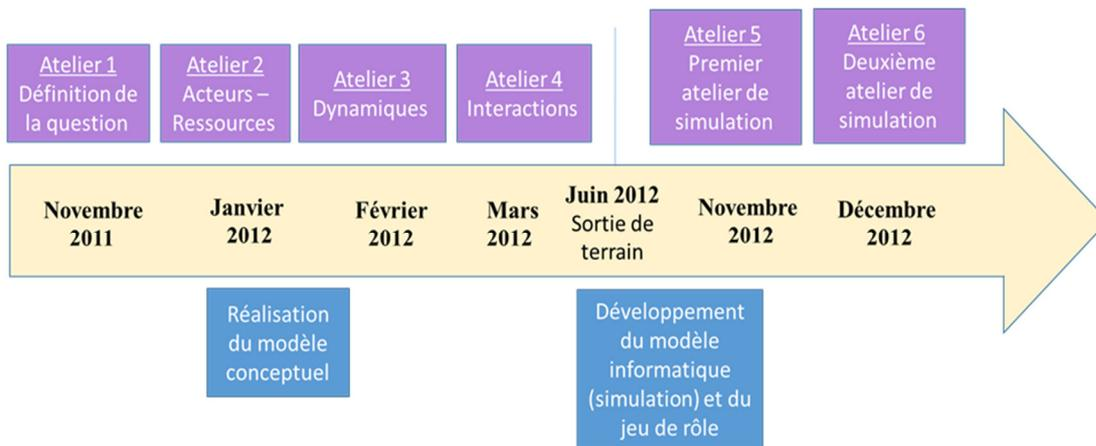 Atelier 1
Définition de
la question
Atelier 2
Acteurs –
Ressources
Atelier 3
Dynamiques
Atelier 4
Interactions
Atelier 5
Premier
atelier de
simulation
Atelier 6
Deuxième
atelier de
simulation
Novembre
2011
Janvier
2012
Février
2012
Mars
2012
Juin 2012
Sortie de
terrain
Novembre
2012
Décembre
2012
Réalisation
du modèle
conceptuel
Développement
du modèle
informatique
(simulation) et du
jeu de rôle